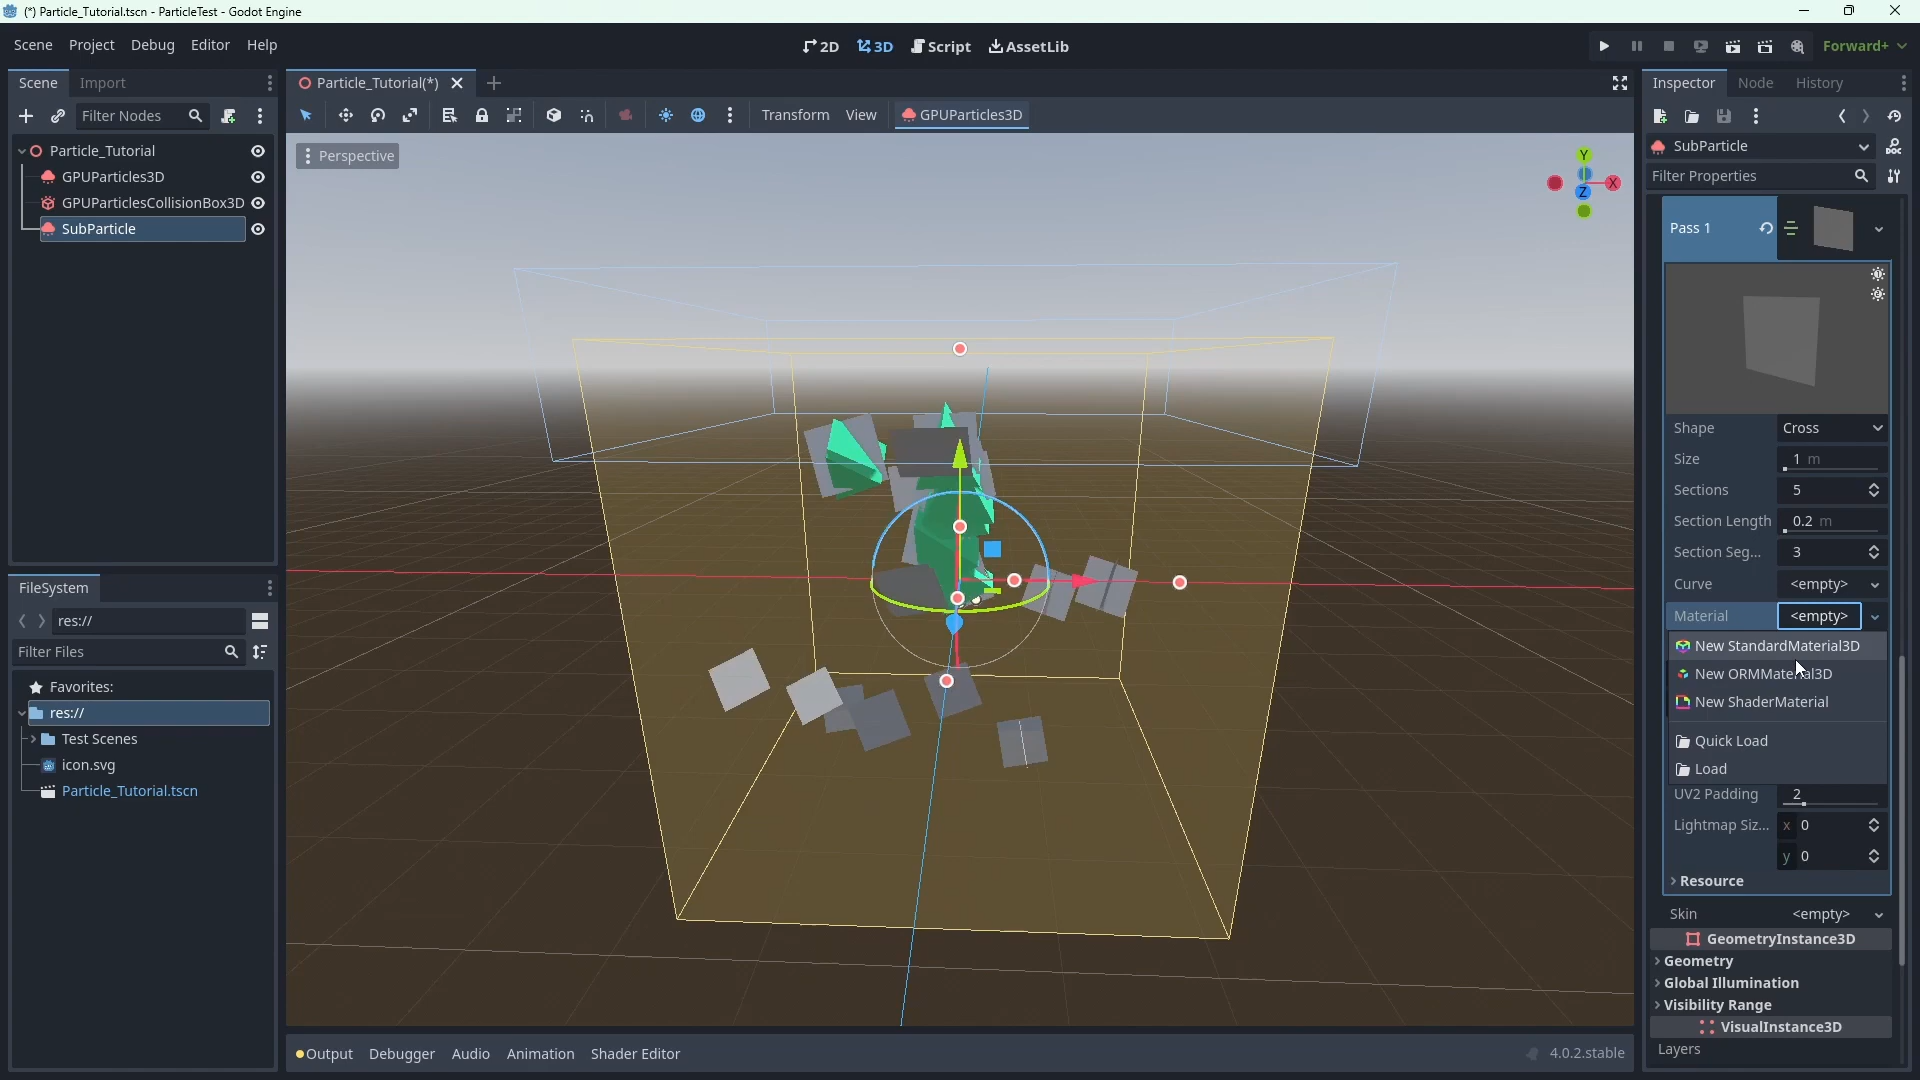 (*) Particle_Tutorial.tscn - ParticleTest - Godot Engine
Scene Project Debug Editor Help
2D 3D Script AssetLib
Forward+
Scene Import
Filter Nodes
Particle_Tutorial
GPUParticles3D
GPUParticlesCollisionBox3D
SubParticle
FileSystem
res://
Filter Files
Favorites:
res://
Test Scenes
icon.svg
Particle_Tutorial.tscn
Particle_Tutorial(*)
Transform View GPUParticles3D
Perspective
Y
X
Z
Output Debugger Audio Animation Shader Editor
4.0.2.stable
Inspector Node History
SubParticle
Filter Properties
Pass 1
Shape Cross
Size 1 m
Sections 5
Section Length 0.2 m
Section Seg... 3
Curve <empty>
Material <empty>
New StandardMaterial3D
New ORMMaterial3D
New ShaderMaterial
Quick Load
Load
UV2 Padding 2
Lightmap Siz... x 0
y 0
Resource
Skin <empty>
GeometryInstance3D
Geometry
Global Illumination
Visibility Range
VisualInstance3D
Layers